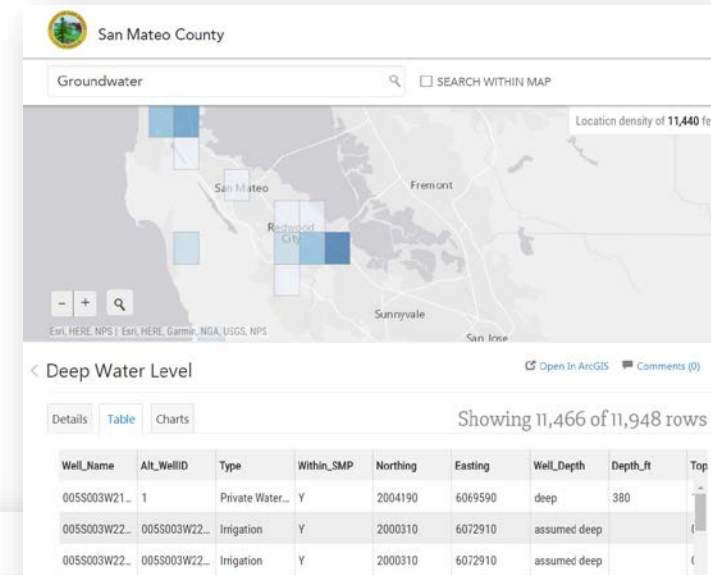 San Mateo County
Groundwater
SEARCH WITHIN MAP
Location density of 11,440
San Mateo
Fremont
Redwood
City
Sunnyvale
San Jose
- +
Esri, HERE, NPS | Esri, HERE, Garmin, NGA, USGS, NPS
< Deep Water Level
Open In ArcGIS Comments (0)
Details Table Charts
Showing 11,466 of 11,948 rows
Well_Name Alt_WellID Type Within_SMP Northing Easting Well_Depth Depth_ft Top
005S003W21... 1 Private Water... Y 2004190 6069590 deep 380
005S003W22... 005S003W22... Irrigation Y 2000310 6072910 assumed deep
005S003W22... 005S003W22... Irrigation Y 2000310 6072910 assumed deep